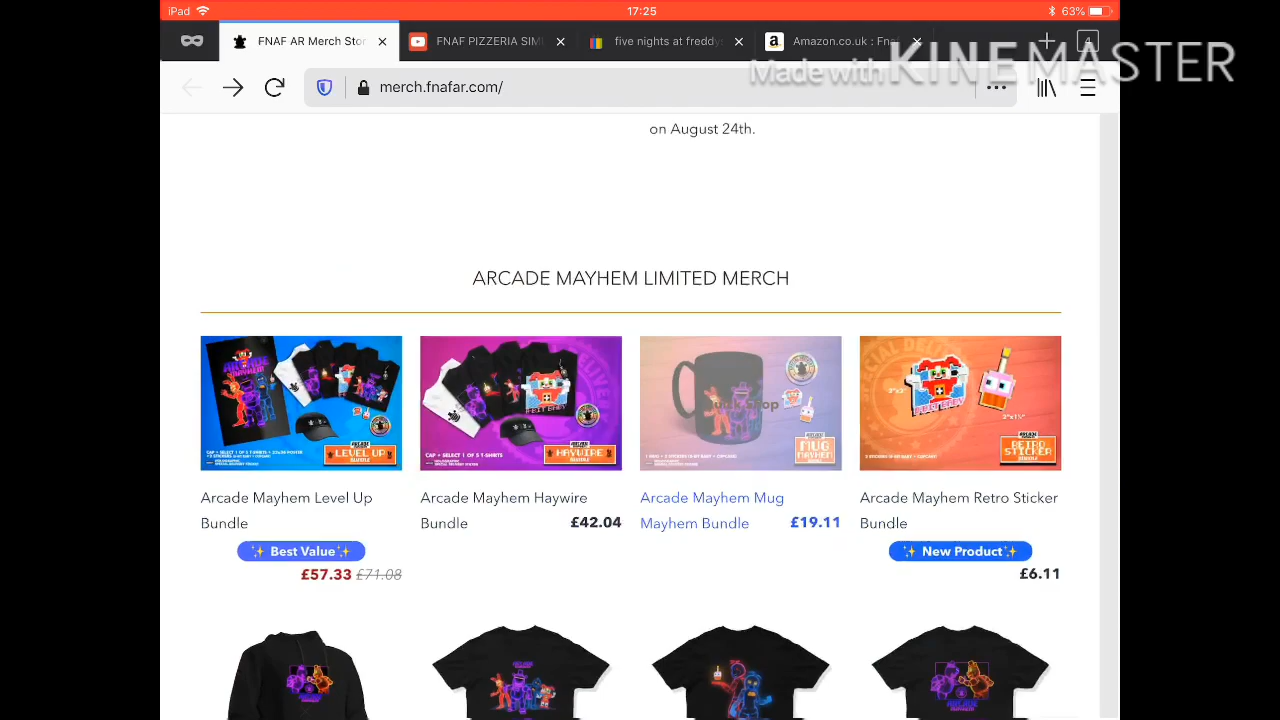 iPad 17:25 63%
FNAF AR Merch Stor FNAF PIZZERIA SIM five nights at freddy Amazon.co.uk : Fna 4
Made with KINEMASTER
merch.fnafar.com/
on August 24th.
ARCADE MAYHEM LIMITED MERCH
LEVEL UP
HAYWIRE
MUG
MAYHEM
RETRO
STICKER
Arcade Mayhem Level Up
Bundle
✨ Best Value ✨
£57.33 £71.08
Arcade Mayhem Haywire
Bundle £42.04
Arcade Mayhem Mug
Mayhem Bundle £19.11
Arcade Mayhem Retro Sticker
Bundle
✨ New Product ✨
£6.11